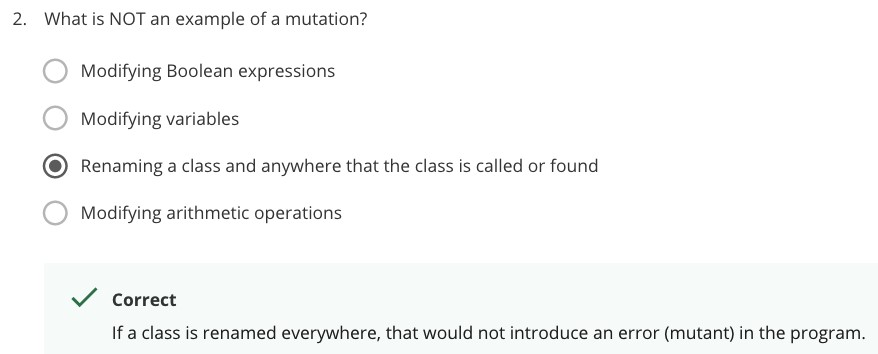 2. What is NOT an example of a mutation?
Modifying Boolean expressions
Modifying variables
Renaming a class and anywhere that the class is called or found
Modifying arithmetic operations
Correct
If a class is renamed everywhere, that would not introduce an error (mutant) in the program.